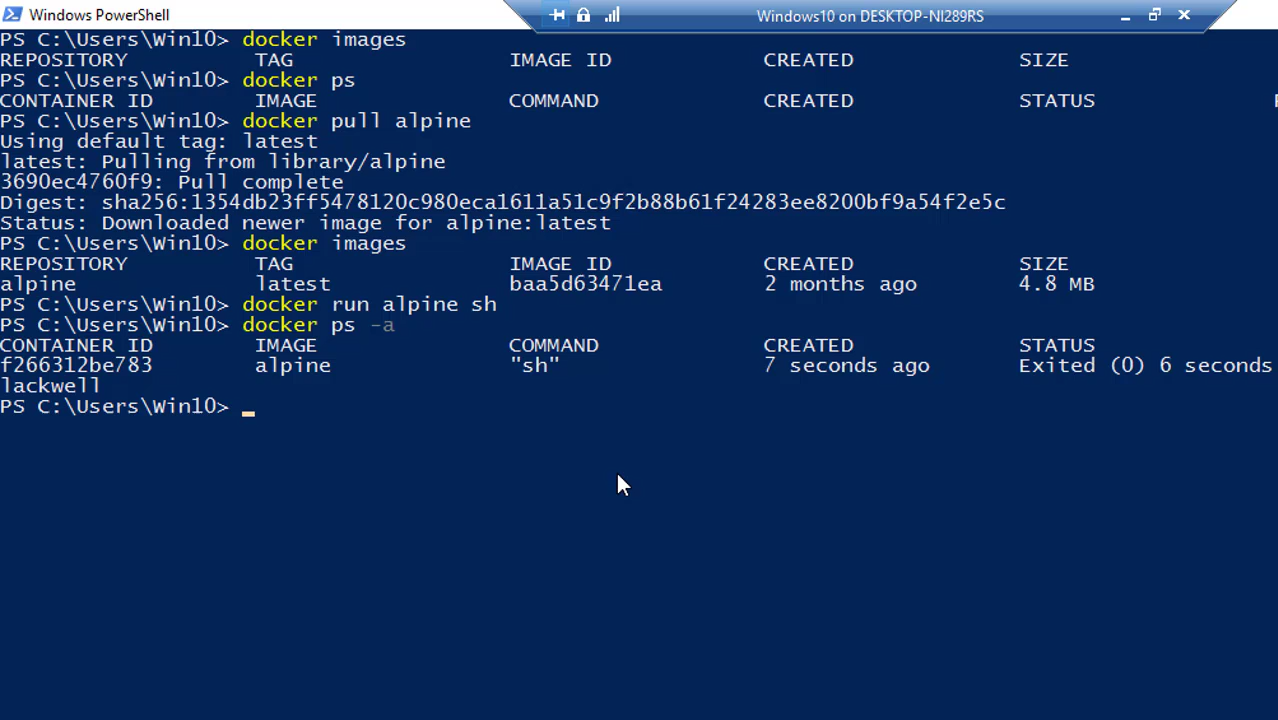 Windows PowerShell
Windows10 on DESKTOP-NI289RS
PS C:\Users\Win10> docker images
REPOSITORY TAG IMAGE ID CREATED SIZE
PS C:\Users\Win10> docker ps
CONTAINER ID IMAGE COMMAND CREATED STATUS
PS C:\Users\Win10> docker pull alpine
Using default tag: latest
latest: Pulling from library/alpine
3690ec4760f9: Pull complete
Digest: sha256:1354db23ff5478120c980eca1611a51c9f2b88b61f24283ee8200bf9a54f2e5c
Status: Downloaded newer image for alpine:latest
PS C:\Users\Win10> docker images
REPOSITORY TAG IMAGE ID CREATED SIZE
alpine latest baa5d63471ea 2 months ago 4.8 MB
PS C:\Users\Win10> docker run alpine sh
PS C:\Users\Win10> docker ps -a
CONTAINER ID IMAGE COMMAND CREATED STATUS
f266312be783 alpine "sh" 7 seconds ago Exited (0) 6 seconds
lackwell
PS C:\Users\Win10>